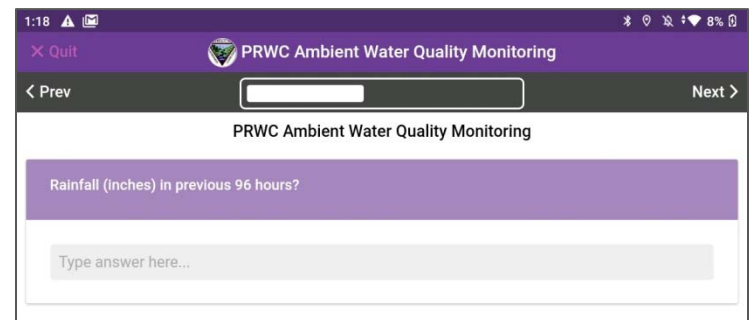 1:18 8%
X Quit PRWC Ambient Water Quality Monitoring
< Prev Next >
PRWC Ambient Water Quality Monitoring
Rainfall (inches) in previous 96 hours?
Type answer here...